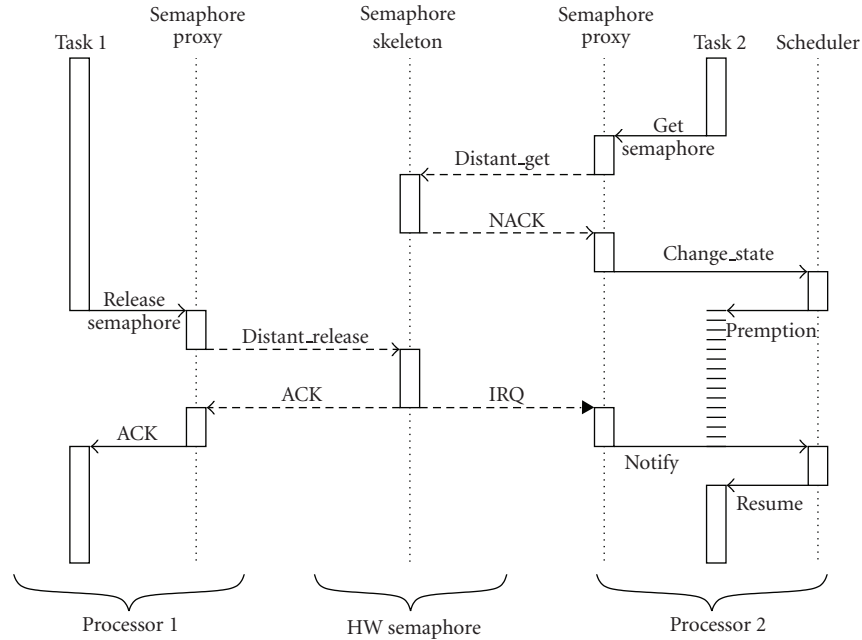 Task 1
Semaphore
proxy
Semaphore
skeleton
Semaphore
proxy
Task 2
Scheduler
Get
semaphore
Distant_get
NACK
Change_state
Release
semaphore
Premption
Distant_release
ACK
IRQ
ACK
Notify
Resume
Processor 1
HW semaphore
Processor 2